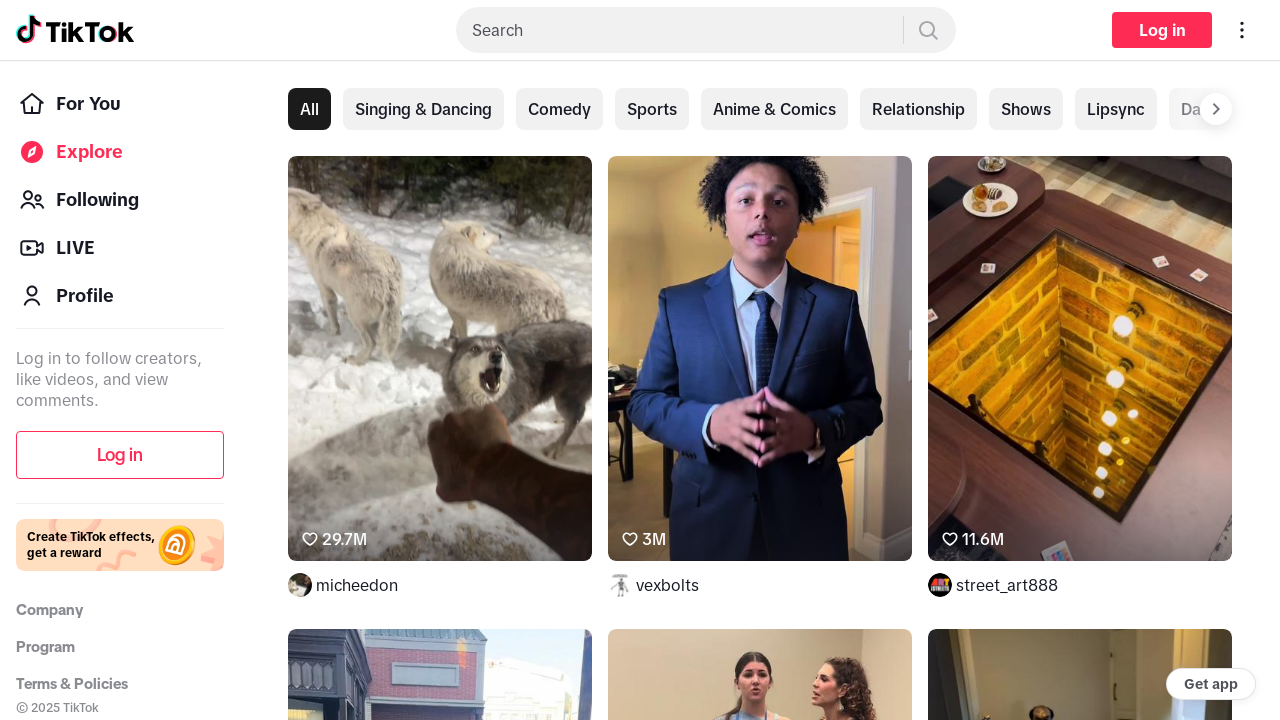 TikTok
Search
Log in
For You
Explore
Following
LIVE
Profile
Log in to follow creators,
like videos, and view
comments.
Log in
Create TikTok effects,
get a reward
Company
Program
Terms & Policies
© 2025 TikTok
All
Singing & Dancing
Comedy
Sports
Anime & Comics
Relationship
Shows
Lipsync
Da
29.7M
3M
11.6M
micheedon
vexbolts
street_art888
Get app